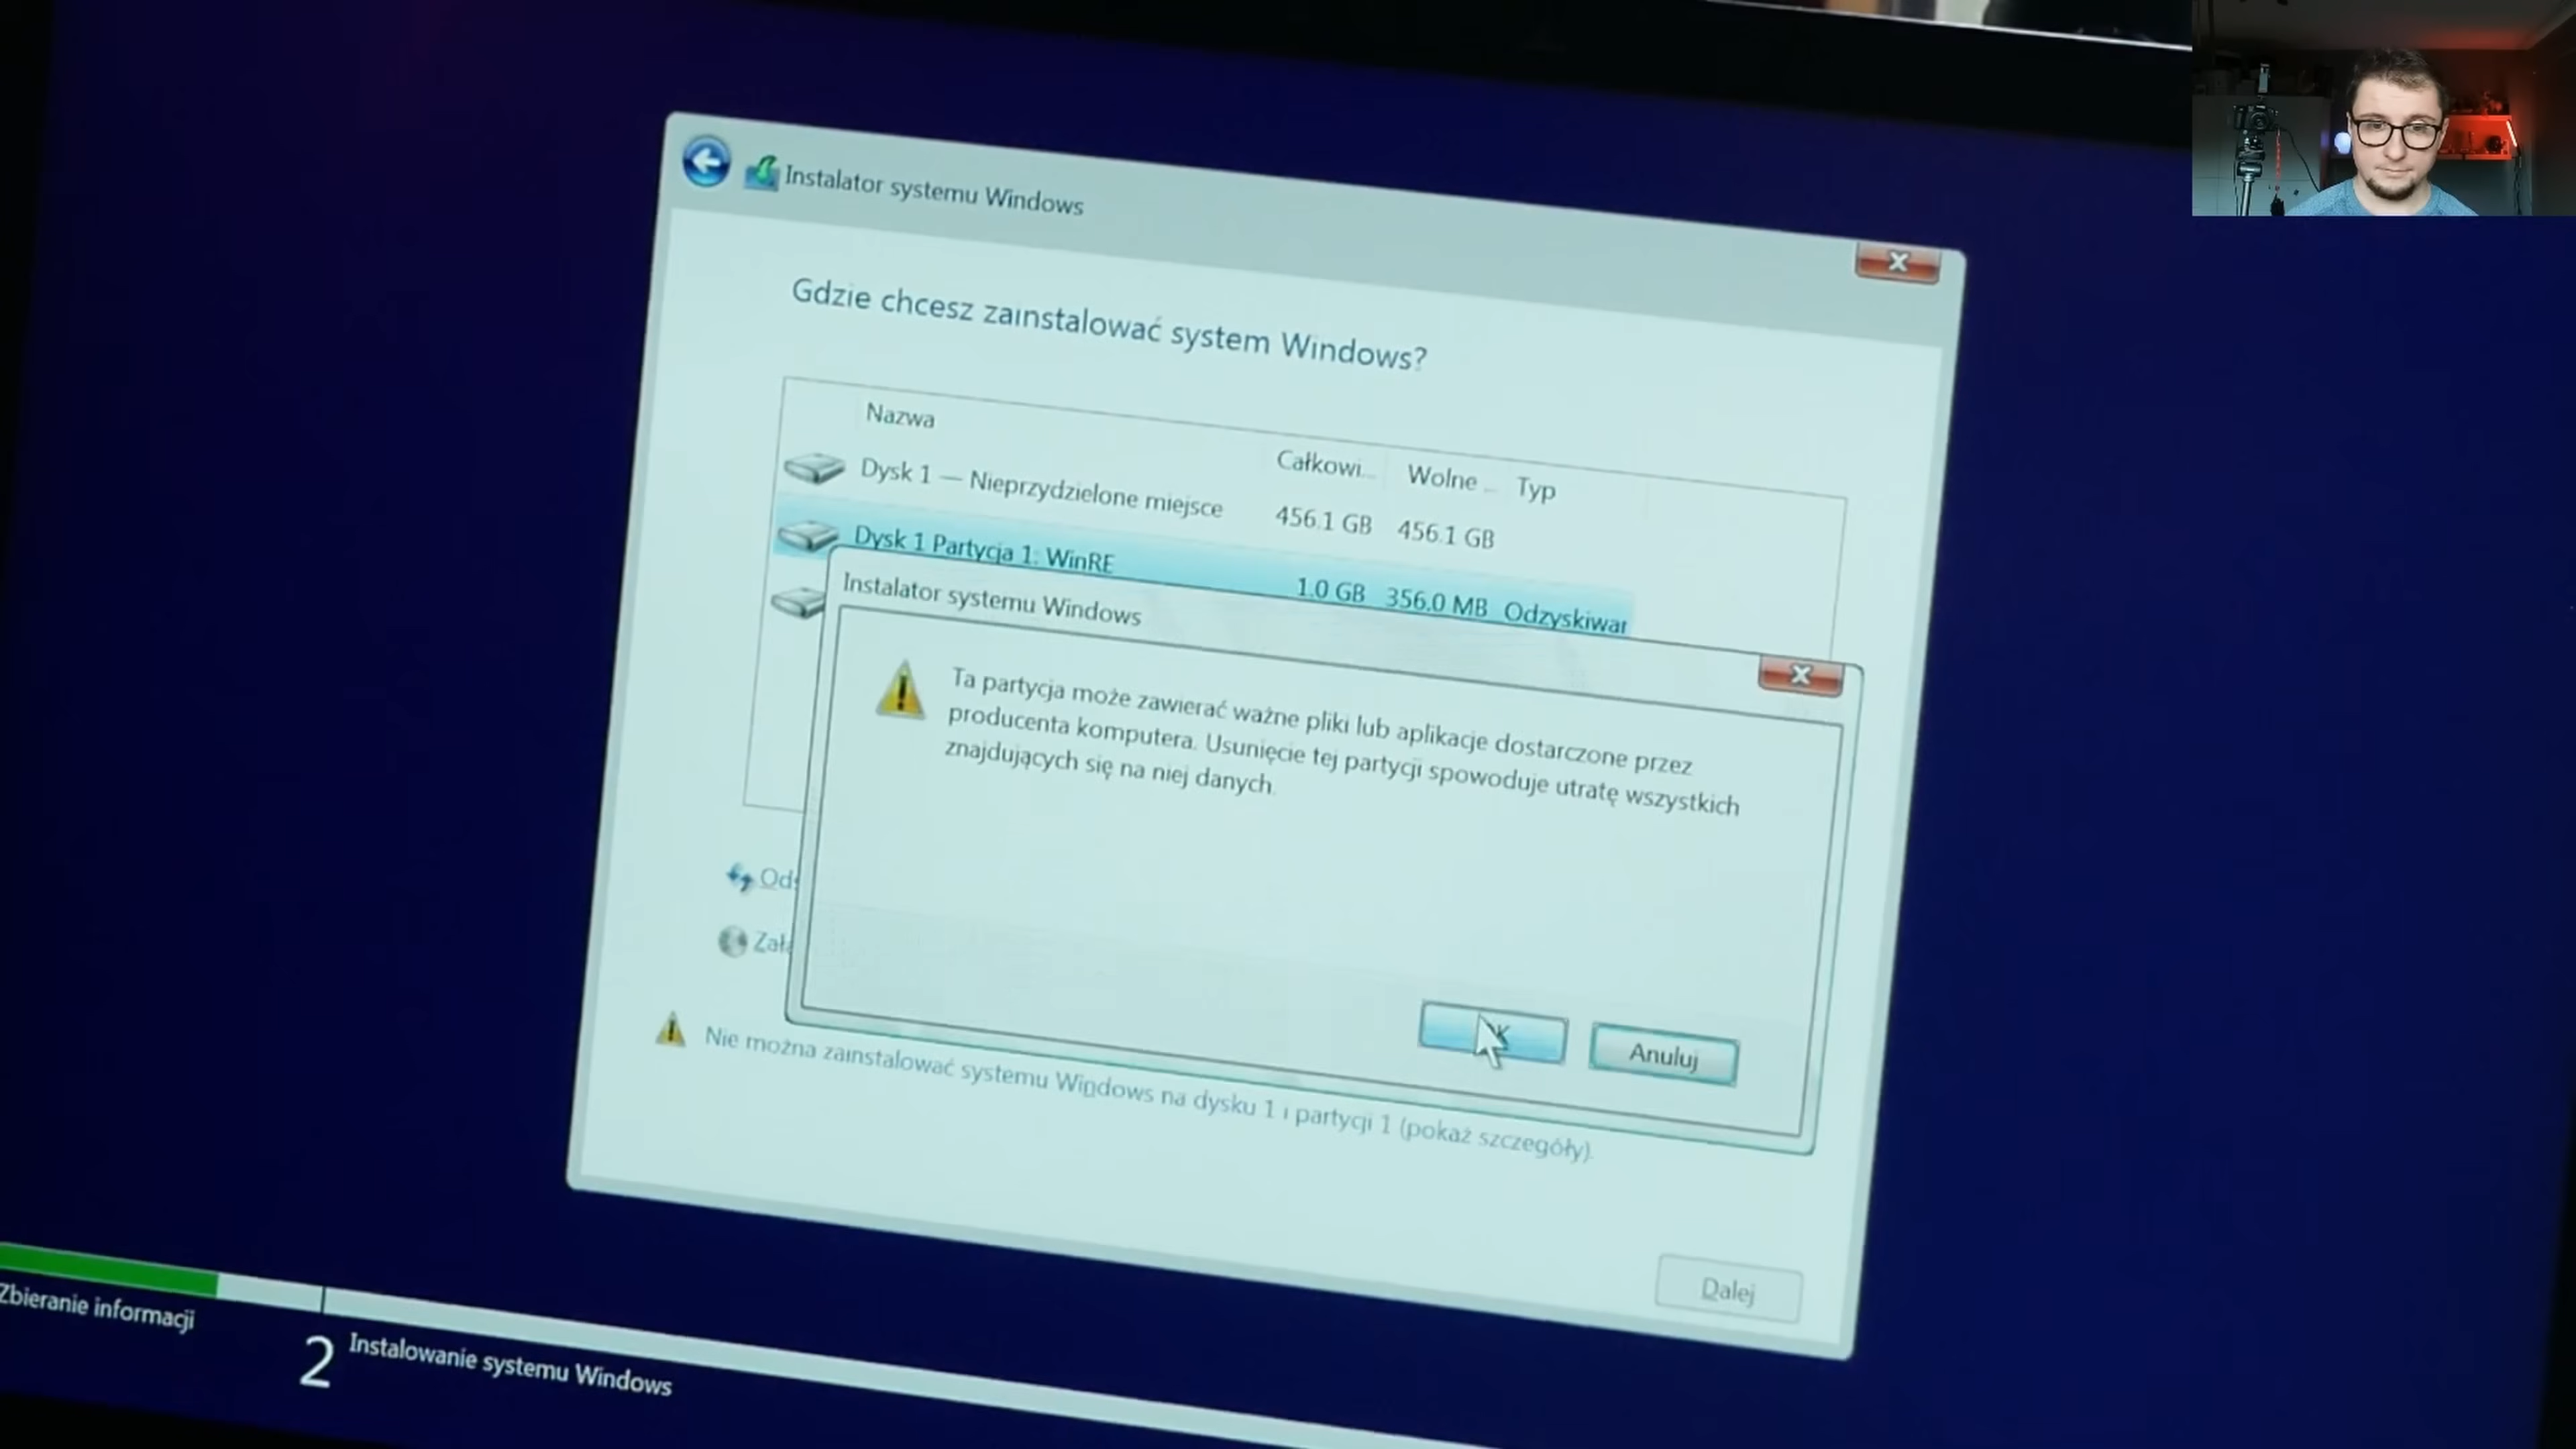 Instalator systemu Windows
Gdzie chcesz zainstalować system Windows?
Nazwa Całkowi... Wolne ... Typ
Dysk 1 — Nieprzydzielone miejsce 456.1 GB 456.1 GB
Dysk 1 Partycja 1: WinRE 1.0 GB 356.0 MB Odzyskiwar
Instalator systemu Windows
Ta partycja może zawierać ważne pliki lub aplikacje dostarczone przez
producenta komputera. Usunięcie tej partycji spowoduje utratę wszystkich
znajdujących się na niej danych.
Anuluj
Nie można zainstalować systemu Windows na dysku 1 i partycji 1 (pokaż szczegóły).
Dalej
Zbieranie informacji
2 Instalowanie systemu Windows